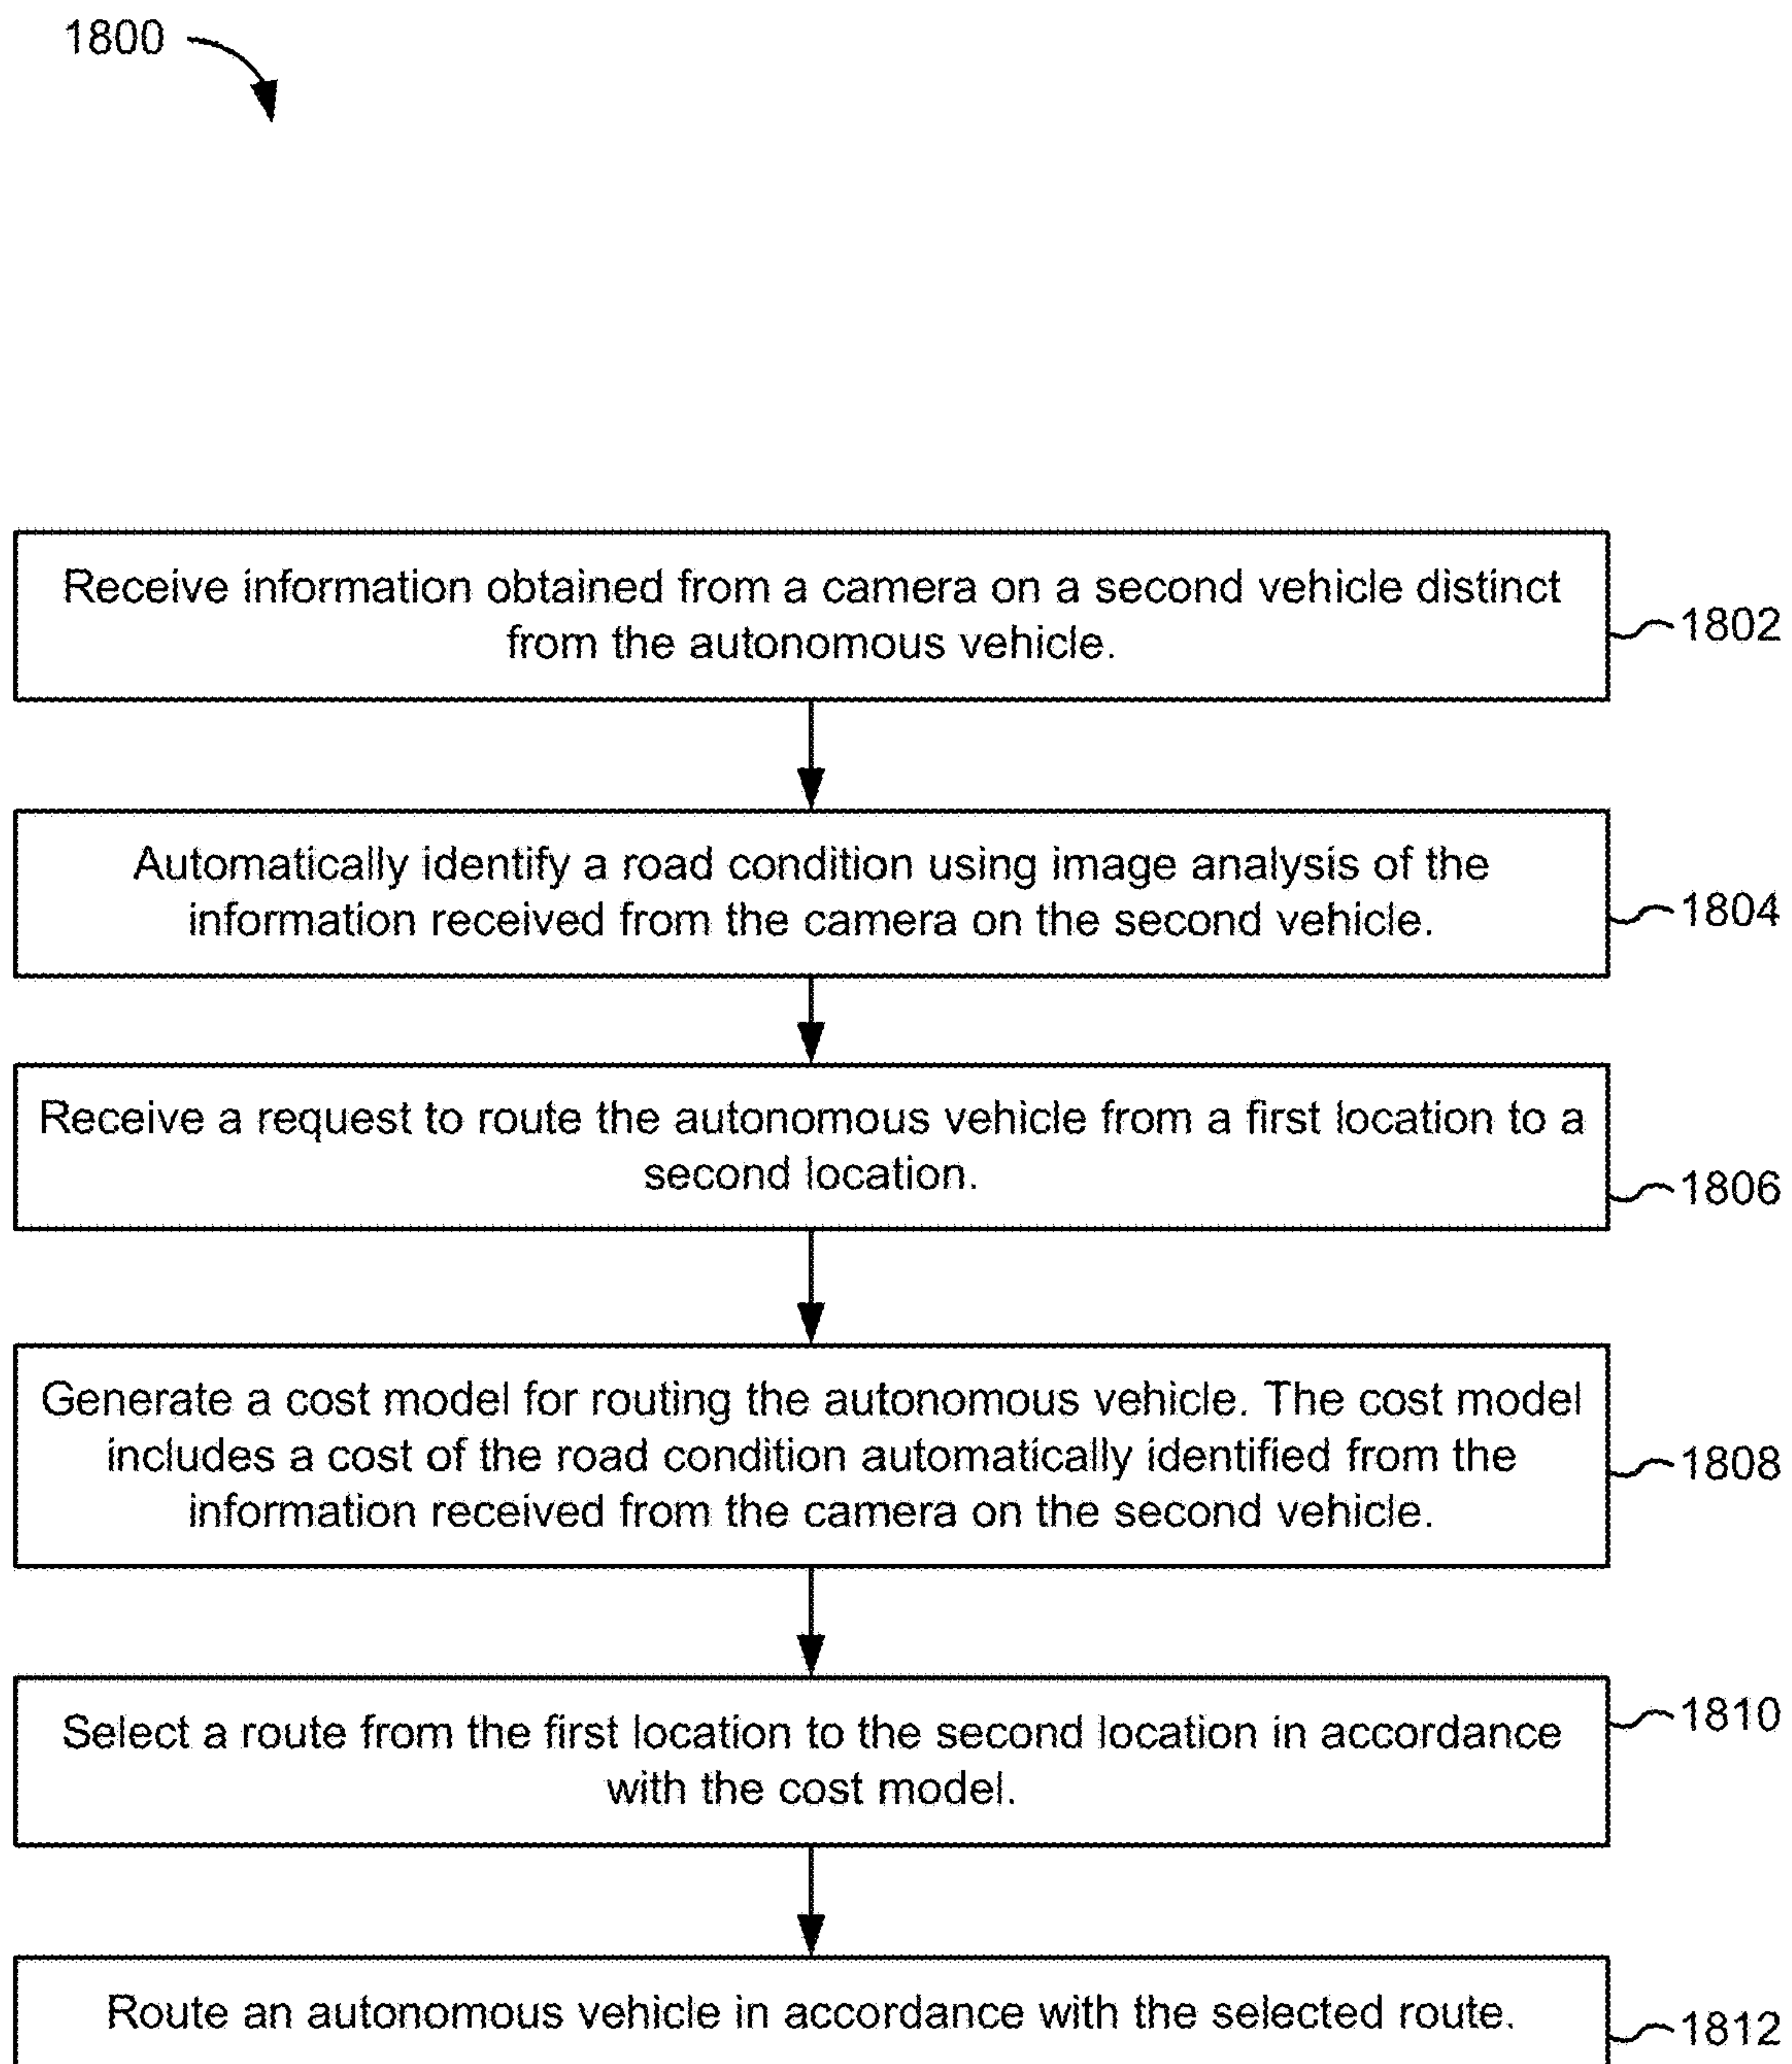 1800
Receive information obtained from a camera on a second vehicle distinct
from the autonomous vehicle.
1802
Automatically identify a road condition using image analysis of the
information received from the camera on the second vehicle.
1804
Receive a request to route the autonomous vehicle from a first location to a
second location.
1806
Generate a cost model for routing the autonomous vehicle. The cost model
includes a cost of the road condition automatically identified from the
information received from the camera on the second vehicle.
1808
Select a route from the first location to the second location in accordance
with the cost model.
1810
Route an autonomous vehicle in accordance with the selected route.
1812